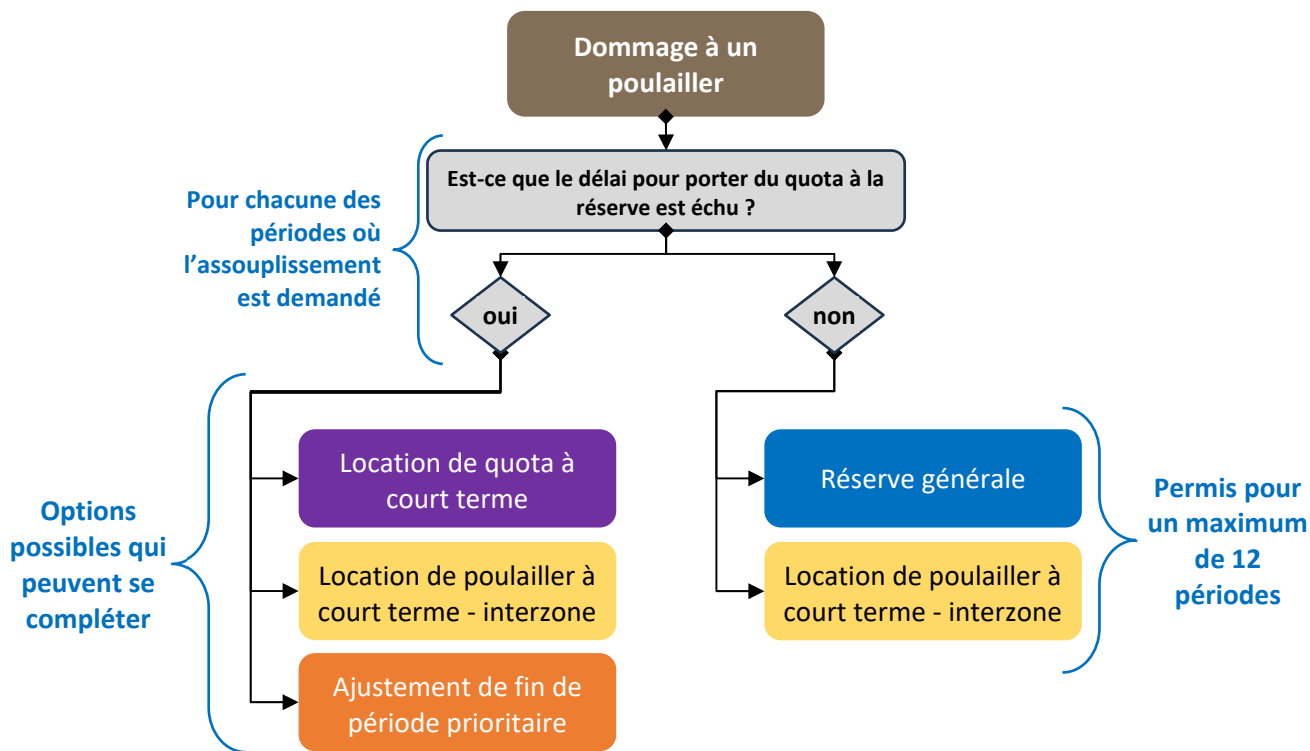 Dommage à un
poulailler
Est-ce que le délai pour porter du quota à la
réserve est échu ?
Pour chacune des
périodes où
l’assouplissement
est demandé
oui
non
Location de quota à
court terme
Réserve générale
Options
possibles qui
peuvent se
compléter
Location de poulailler à
court terme - interzone
Location de poulailler à
court terme - interzone
Permis pour
un maximum
de 12
périodes
Ajustement de fin de
période prioritaire